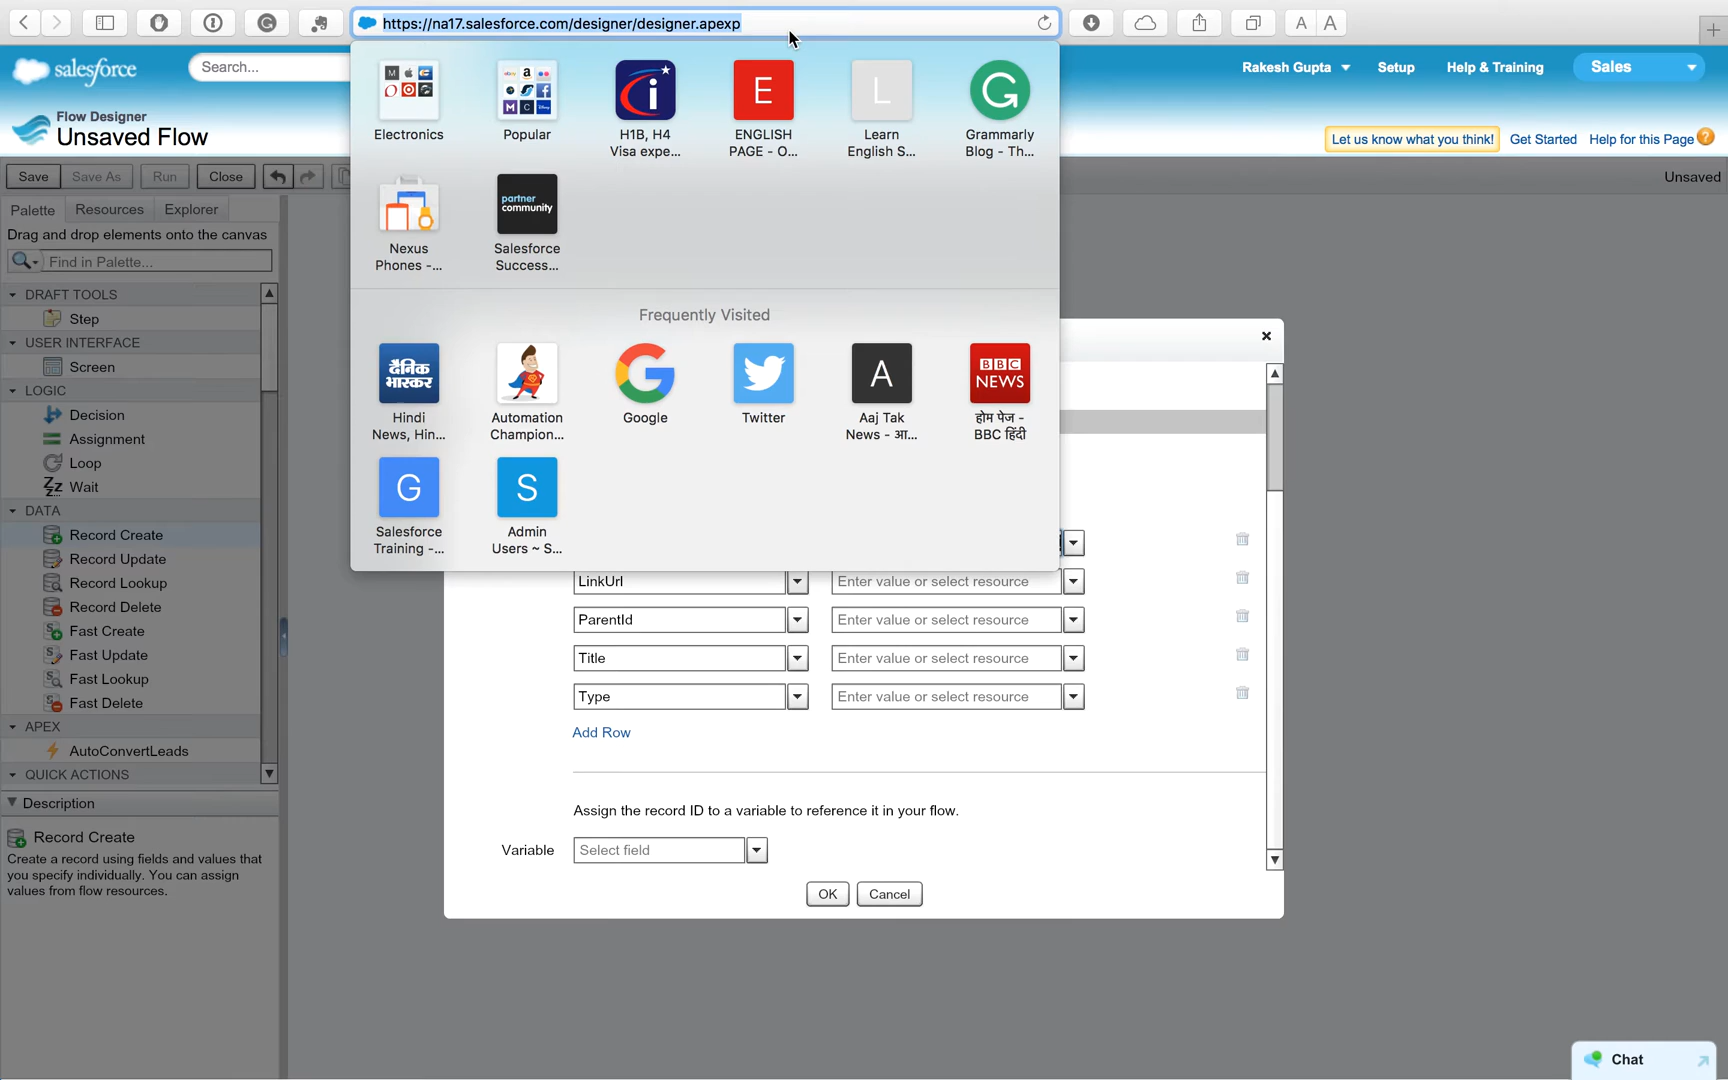 https://na17.salesforce.com/designer/designer.apexp
A A
salesforce
Search...
Rakesh Gupta
Setup
Help & Training
Sales
Flow Designer
Unsaved Flow
Let us know what you think!
Get Started
Help for this Page
Save
Save As
Run
Close
Unsaved
Palette
Resources
Explorer
Drag and drop elements onto the canvas
Find in Palette...
DRAFT TOOLS
Step
USER INTERFACE
Screen
LOGIC
Decision
Assignment
Loop
Wait
DATA
Record Create
Record Update
Record Lookup
Record Delete
Fast Create
Fast Update
Fast Lookup
Fast Delete
APEX
AutoConvertLeads
QUICK ACTIONS
Description
Record Create
Create a record using fields and values that
you specify individually. You can assign
values from flow resources.
Electronics
Popular
H1B, H4
Visa expe...
E
ENGLISH
PAGE - O...
L
Learn
English S...
G
Grammarly
Blog - Th...
Nexus
Phones -...
partner
community
Salesforce
Success...
Frequently Visited
दैनिक
भास्कर
Hindi
News, Hin...
Automation
Champion...
Google
Twitter
A
Aaj Tak
News - आ...
BBC
NEWS
होम पेज -
BBC हिंदी
G
Salesforce
Training -...
S
Admin
Users ~ S...
LinkUrl
Enter value or select resource
ParentId
Enter value or select resource
Title
Enter value or select resource
Type
Enter value or select resource
Add Row
Assign the record ID to a variable to reference it in your flow.
Variable
Select field
OK
Cancel
Chat